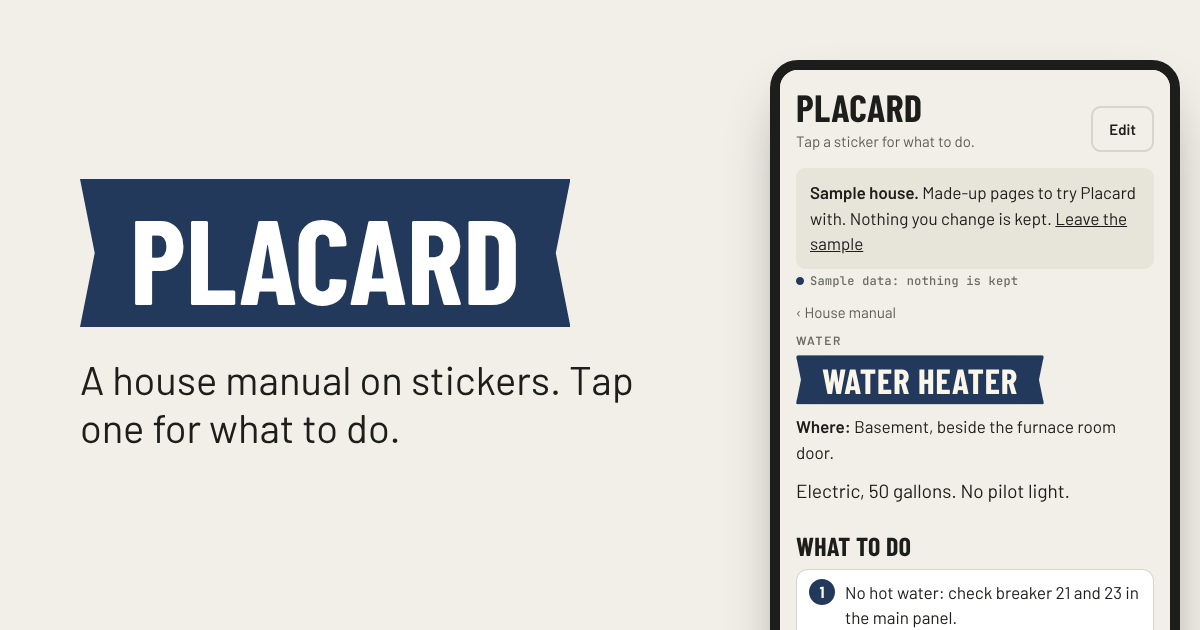 PLACARD
A house manual on stickers. Tap
one for what to do.
PLACARD
Tap a sticker for what to do.
Edit
Sample house. Made-up pages to try Placard
with. Nothing you change is kept. Leave the
sample
Sample data: nothing is kept
‹ House manual
WATER
WATER HEATER
Where: Basement, beside the furnace room
door.
Electric, 50 gallons. No pilot light.
WHAT TO DO
1 No hot water: check breaker 21 and 23 in
the main panel.